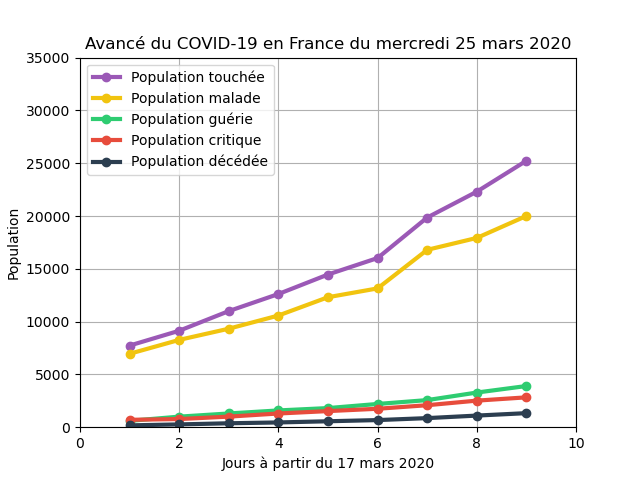 Avancé du COVID-19 en France du mercredi 25 mars 2020
35000
30000
25000
20000
15000
10000
5000
0
Population
Population touchée
Population malade
Population guérie
Population critique
Population décédée
0 2 4 6 8 10
Jours à partir du 17 mars 2020